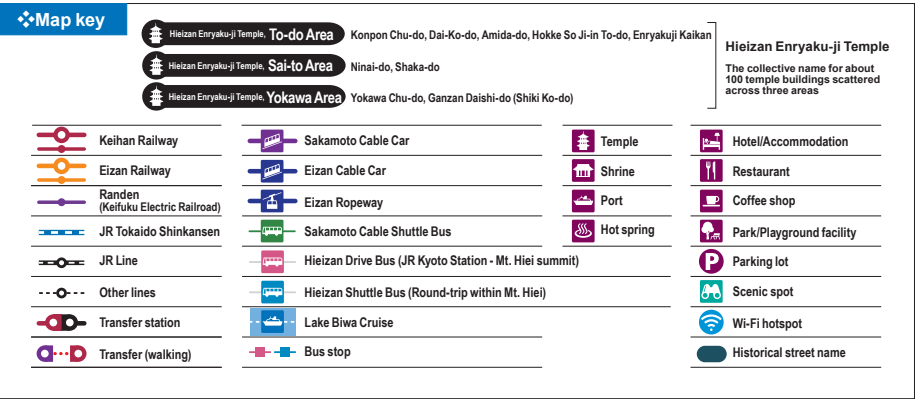 ❖Map key
Hieizan Enryaku-ji Temple, To-do Area Konpon Chu-do, Dai-Ko-do, Amida-do, Hokke So Ji-in To-do, Enryakuji Kaikan
Hieizan Enryaku-ji Temple, Sai-to Area Ninai-do, Shaka-do
Hieizan Enryaku-ji Temple, Yokawa Area Yokawa Chu-do, Ganzan Daishi-do (Shiki Ko-do)
Hieizan Enryaku-ji Temple
The collective name for about
100 temple buildings scattered
across three areas
Keihan Railway
Eizan Railway
Randen
(Keifuku Electric Railroad)
JR Tokaido Shinkansen
JR Line
Other lines
Transfer station
Transfer (walking)
Sakamoto Cable Car
Eizan Cable Car
Eizan Ropeway
Sakamoto Cable Shuttle Bus
Hieizan Drive Bus (JR Kyoto Station - Mt. Hiei summit)
Hieizan Shuttle Bus (Round-trip within Mt. Hiei)
Lake Biwa Cruise
Bus stop
Temple
Shrine
Port
Hot spring
Hotel/Accommodation
Restaurant
Coffee shop
Park/Playground facility
P Parking lot
Scenic spot
Wi-Fi hotspot
Historical street name